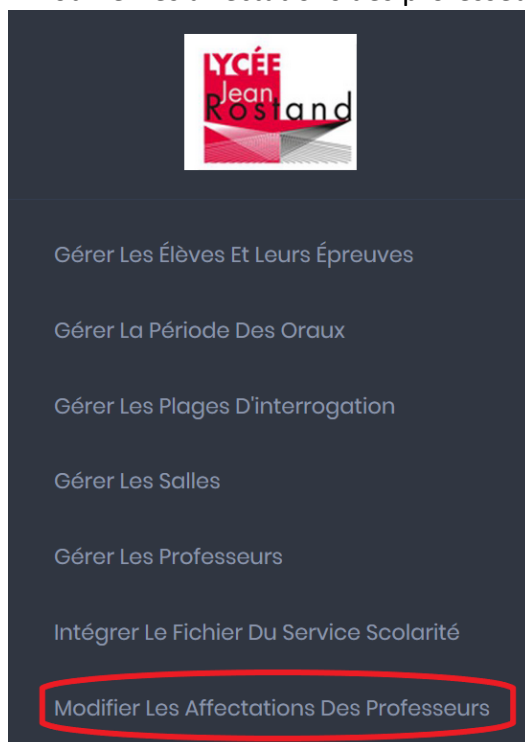 LYCÉE
Jean
Rostand
Gérer Les Élèves Et Leurs Épreuves
Gérer La Période Des Oraux
Gérer Les Plages D'interrogation
Gérer Les Salles
Gérer Les Professeurs
Intégrer Le Fichier Du Service Scolarité
Modifier Les Affectations Des Professeurs